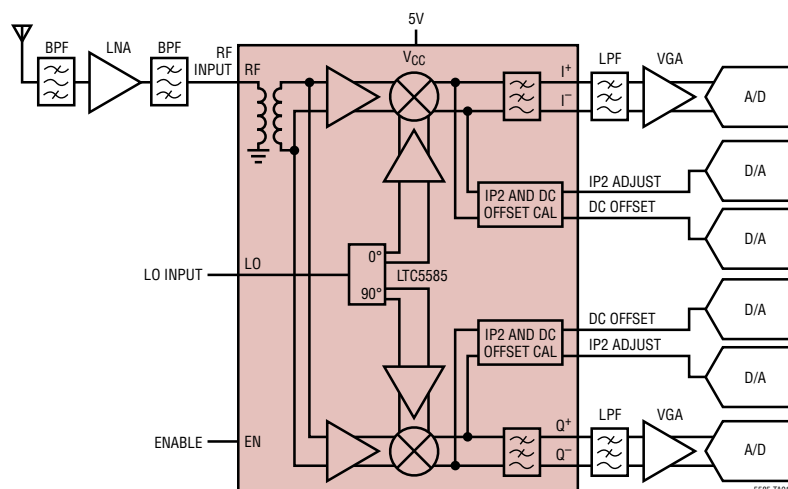 5V
BPF
LNA
BPF
RF
INPUT
RF
VCC
I+
I−
LPF
VGA
A/D
IP2 AND DC
OFFSET CAL
IP2 ADJUST
DC OFFSET
D/A
D/A
LO INPUT
LO
0°
90°
LTC5585
IP2 AND DC
OFFSET CAL
DC OFFSET
IP2 ADJUST
D/A
D/A
ENABLE
EN
Q+
Q−
LPF
VGA
A/D